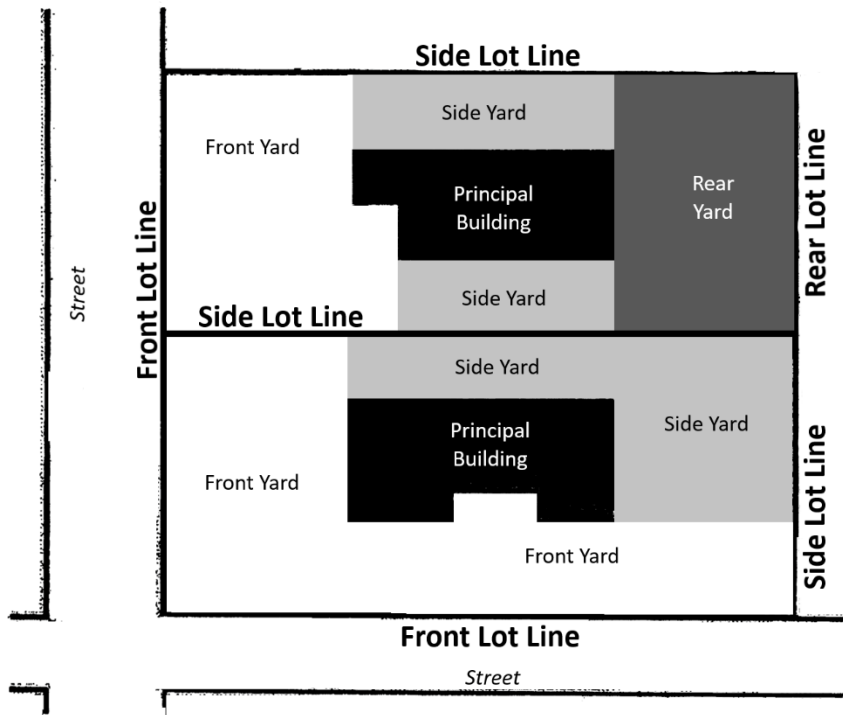 Side Lot Line
Side Yard
Front Yard
Principal
Building
Rear
Yard
Rear Lot Line
Front Lot Line
Street
Side Yard
Side Lot Line
Side Yard
Principal
Building
Side Yard
Front Yard
Side Lot Line
Front Yard
Front Lot Line
Street